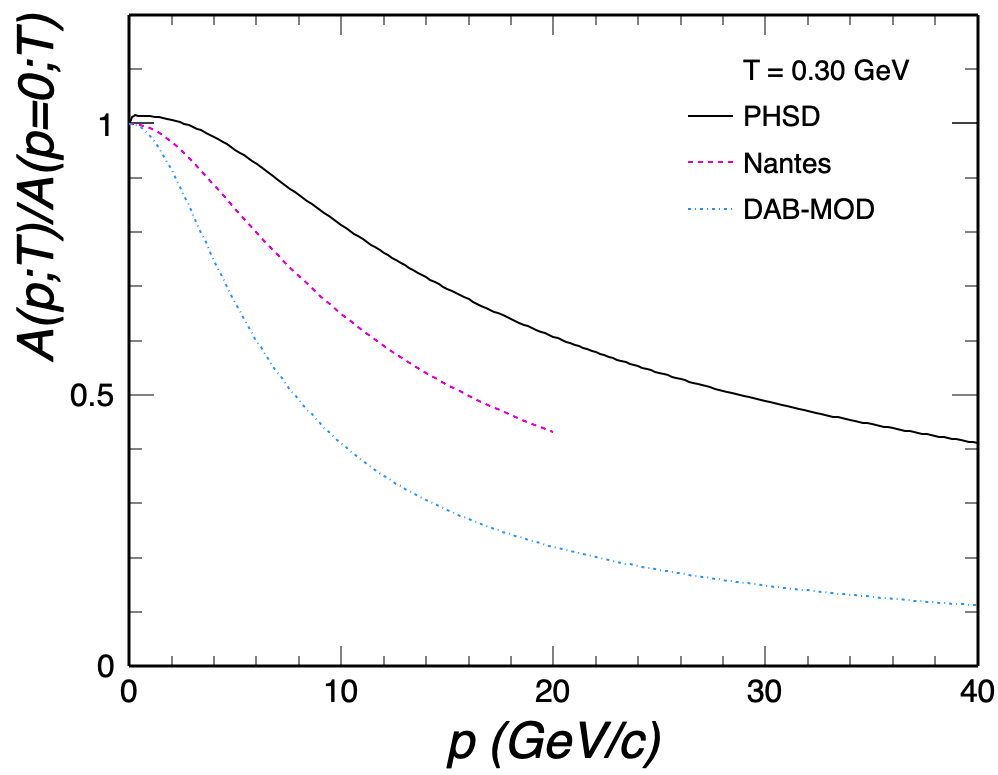 A(p;T)/A(p=0;T)
1
0.5
0
T = 0.30 GeV
PHSD
Nantes
DAB-MOD
0 10 20 30 40
p (GeV/c)